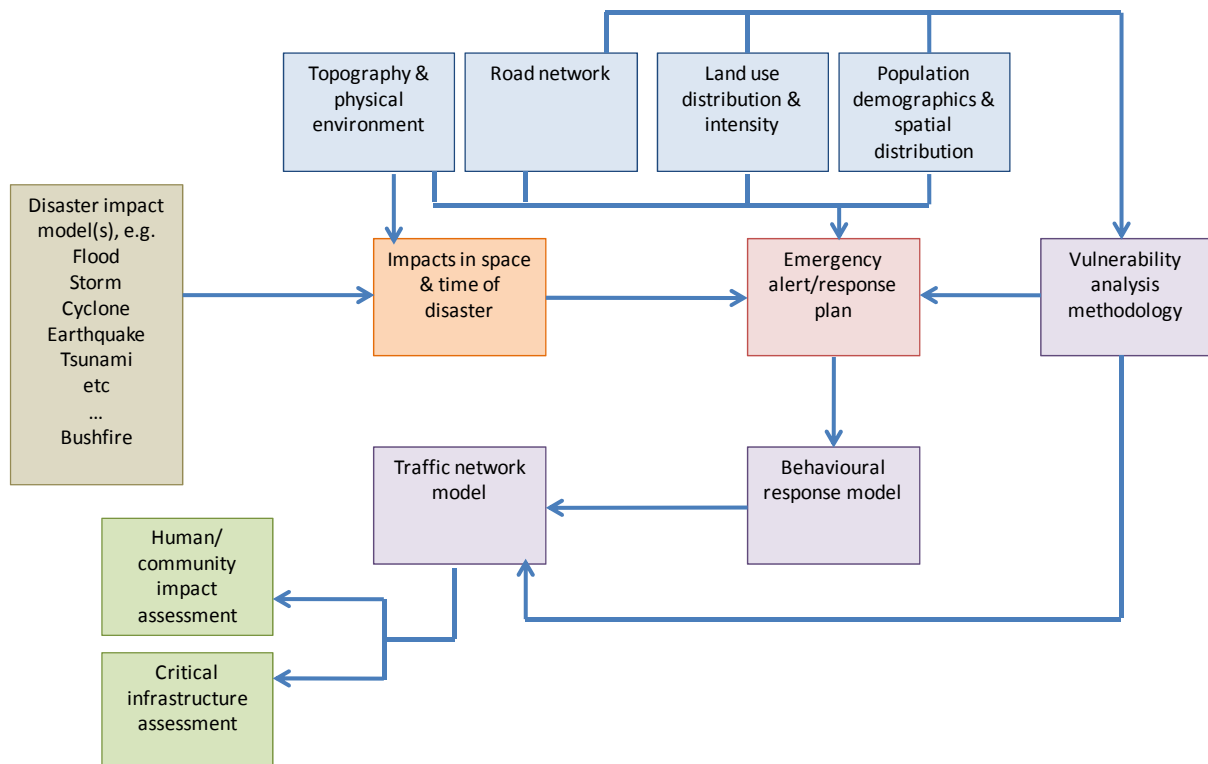 Topography &
physical
environment
Road network
Land use
distribution &
intensity
Population
demographics &
spatial
distribution
Disaster impact
model(s), e.g.
Flood
Storm
Cyclone
Earthquake
Tsunami
etc
...
Bushfire
Impacts in space
& time of
disaster
Emergency
alert/response
plan
Vulnerability
analysis
methodology
Traffic network
model
Behavioural
response model
Human/
community
impact
assessment
Critical
infrastructure
assessment